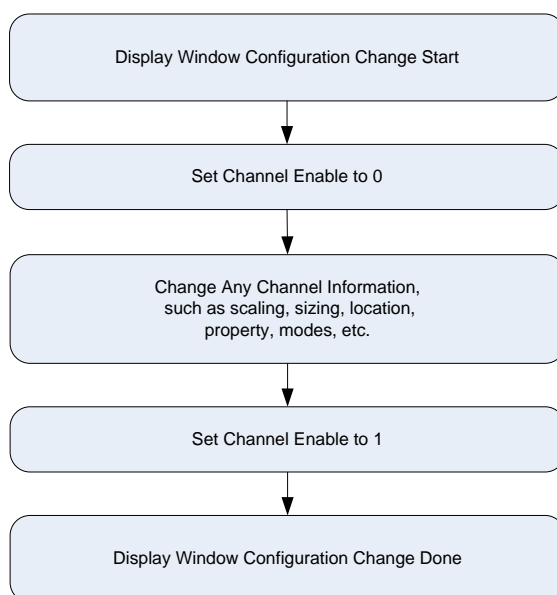 Display Window Configuration Change Start
Set Channel Enable to 0
Change Any Channel Information,
such as scaling, sizing, location,
property, modes, etc.
Set Channel Enable to 1
Display Window Configuration Change Done